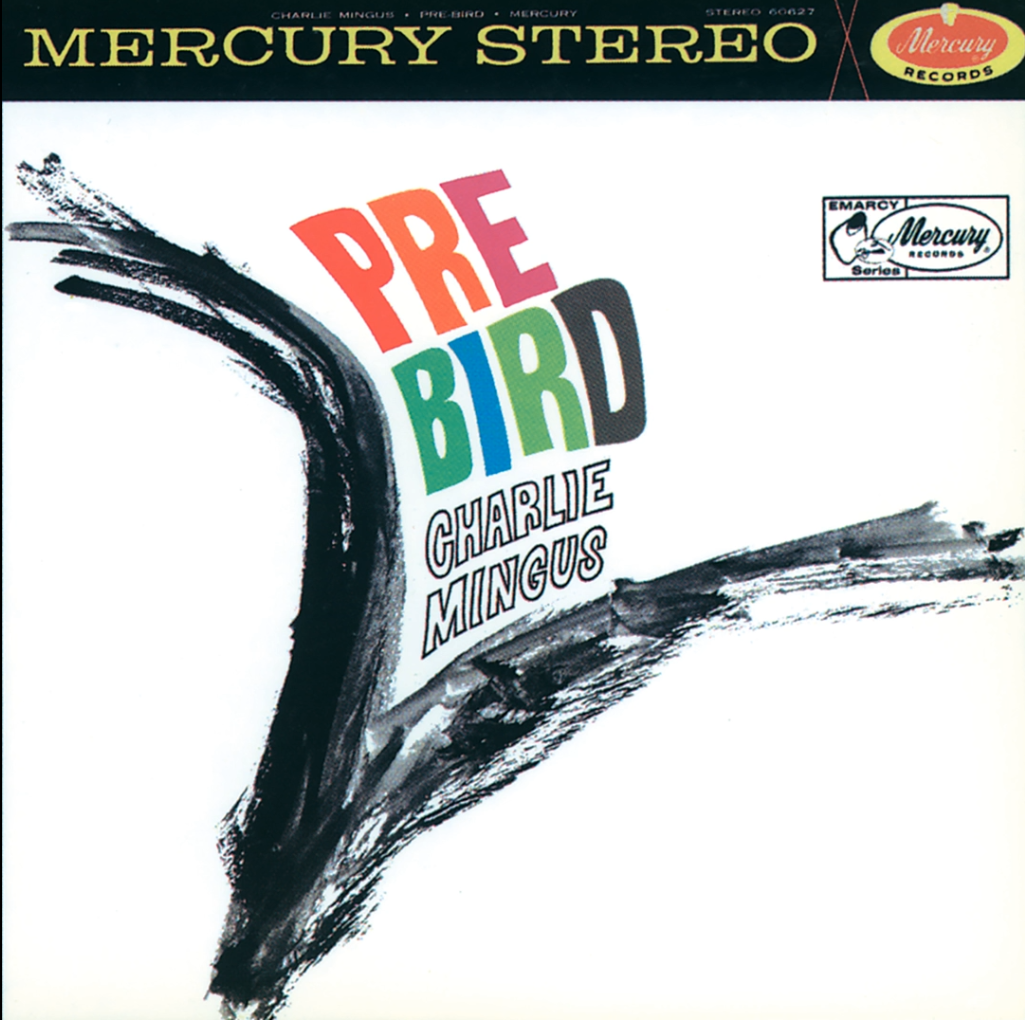 CHARLIE MINGUS • PRE-BIRD • MERCURY
STEREO 60627
MERCURY STEREO
Mercury
RECORDS
PRE
BIRD
CHARLIE
MINGUS
EMARCY
Series
Mercury
RECORDS